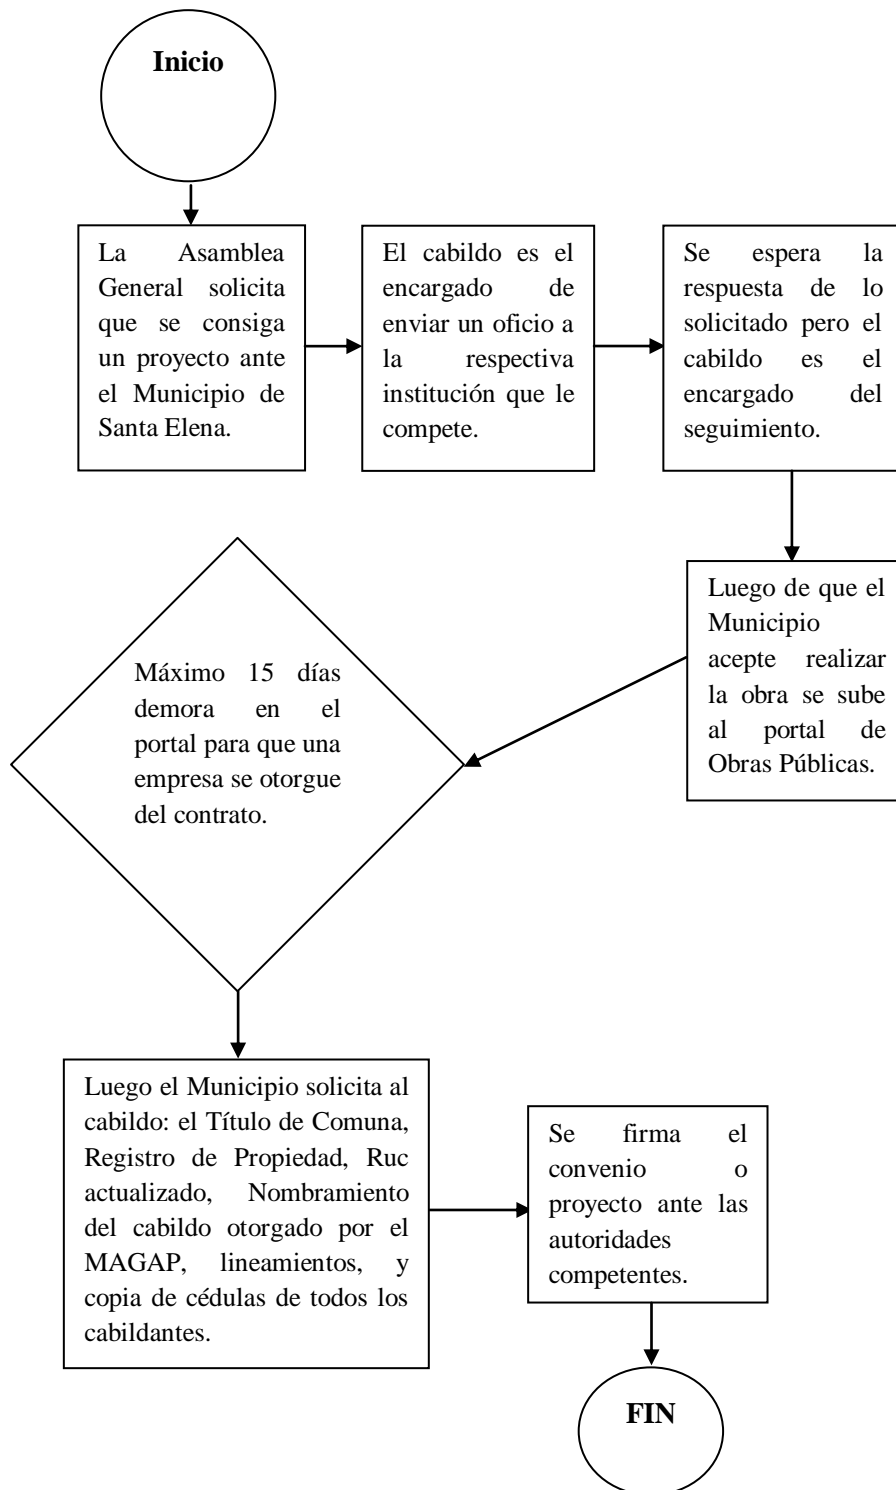 Inicio
La Asamblea
General solicita
que se consiga
un proyecto ante
el Municipio de
Santa Elena.
El cabildo es el
encargado de
enviar un oficio a
la respectiva
institución que le
compete.
Se espera la
respuesta de lo
solicitado pero el
cabildo es el
encargado del
seguimiento.
Luego de que el
Municipio
acepte realizar
la obra se sube
al portal de
Obras Públicas.
Máximo 15 días
demora en el
portal para que una
empresa se otorgue
del contrato.
Luego el Municipio solicita al
cabildo: el Título de Comuna,
Registro de Propiedad, Ruc
actualizado, Nombramiento
del cabildo otorgado por el
MAGAP, lineamientos, y
copia de cédulas de todos los
cabildantes.
Se firma el
convenio o
proyecto ante las
autoridades
competentes.
FIN